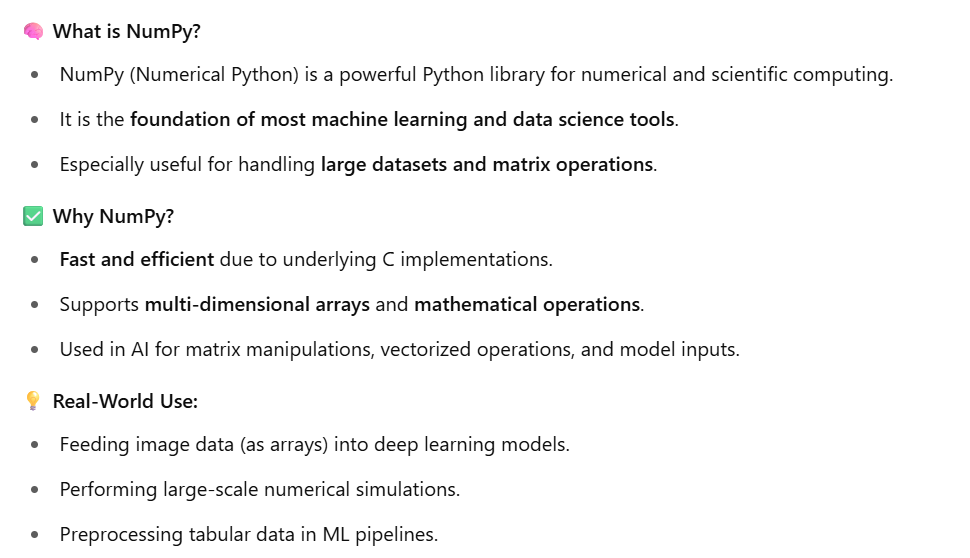 🧠 What is NumPy?
• NumPy (Numerical Python) is a powerful Python library for numerical and scientific computing.
• It is the foundation of most machine learning and data science tools.
• Especially useful for handling large datasets and matrix operations.
✅ Why NumPy?
• Fast and efficient due to underlying C implementations.
• Supports multi-dimensional arrays and mathematical operations.
• Used in AI for matrix manipulations, vectorized operations, and model inputs.
💡 Real-World Use:
• Feeding image data (as arrays) into deep learning models.
• Performing large-scale numerical simulations.
• Preprocessing tabular data in ML pipelines.